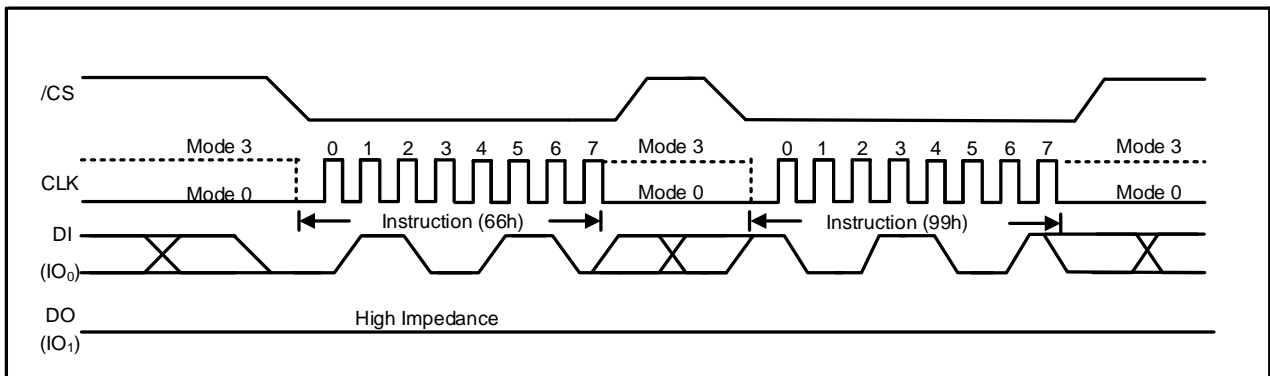 /CS
Mode 3 0 1 2 3 4 5 6 7 Mode 3 0 1 2 3 4 5 6 7 Mode 3
CLK
Mode 0 Mode 0 Mode 0
Instruction (66h) Instruction (99h)
DI
(IO₀)
DO High Impedance
(IO₁)